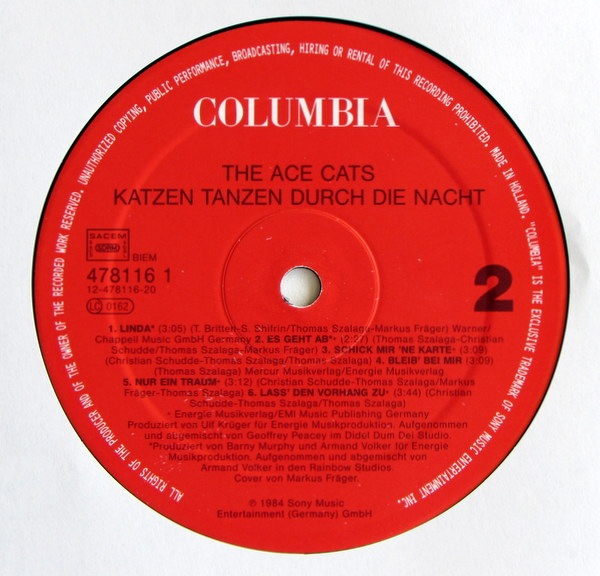 ALL RIGHTS OF THE PRODUCER AND OF THE OWNER OF THE RECORDED WORK RESERVED. UNAUTHORIZED COPYING, PUBLIC PERFORMANCE, BROADCASTING, HIRING OR RENTAL OF THIS RECORDING PROHIBITED. MADE IN HOLLAND. "COLUMBIA" IS THE EXCLUSIVE TRADEMARK OF SONY MUSIC ENTERTAINMENT INC.
COLUMBIA
THE ACE CATS
KATZEN TANZEN DURCH DIE NACHT
SACEM
SDRM
BIEM
478116 1
12-478116-20
LC 0162
2
1. LINDA* (3:05) (T. Britten-S. Shifrin/Thomas Szalaga-Markus Fräger) Warner/
Chappell Music GmbH Germany 2. ES GEHT AB*+ (2:27) (Thomas Szalaga-Christian
Schudde/Thomas Szalaga-Markus Fräger) 3. SCHICK MIR 'NE KARTE+ (3:09)
(Christian Schudde/Thomas Szalaga/Thomas Szalaga) 4. BLEIB' BEI MIR (3:09)
(Thomas Szalaga) Mercur Musikverlag/Energie Musikverlag
5. NUR EIN TRAUM+ (3:12) (Christian Schudde-Thomas Szalaga/Markus
Fräger-Thomas Szalaga) 6. LASS' DEN VORHANG ZU+ (3:44) (Christian
Schudde-Thomas Szalaga/Thomas Szalaga)
+ Energie Musikverlag/EMI Music Publishing Germany
Produziert von Ulf Krüger für Energie Musikproduktion. Aufgenommen
und abgemischt von Geoffrey Peacey im Didol Dum Dei Studio.
*Produziert von Barny Murphy und Armand Volker für Energie
Musikproduktion. Aufgenommen und abgemischt von
Armand Volker in den Rainbow Studios.
Cover von Markus Fräger.
℗ 1984 Sony Music
Entertainment (Germany) GmbH